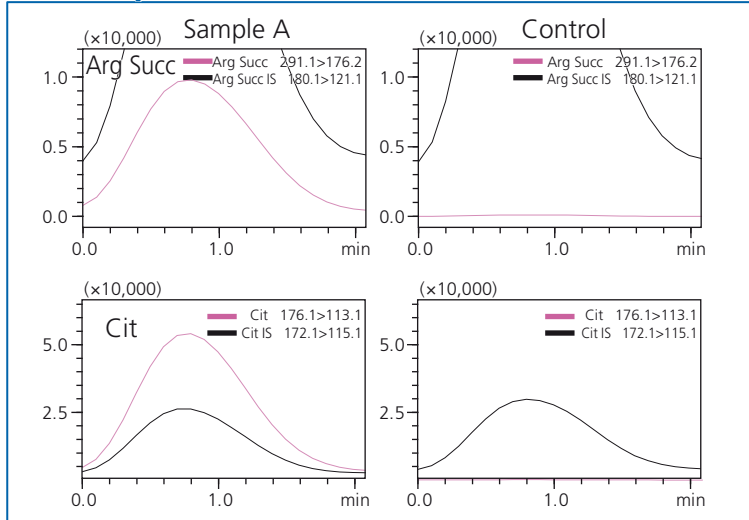 Sample A
Control
(×10,000)
Arg Succ
Arg Succ 291.1>176.2
Arg Succ IS 180.1>121.1
1.0
0.5
0.0
0.0
1.0
min
Arg Succ 291.1>176.2
Arg Succ IS 180.1>121.1
1.0
0.5
0.0
0.0
1.0
min
(×10,000)
Cit
Cit 176.1>113.1
Cit IS 172.1>115.1
5.0
2.5
0.0
1.0
min
(×10,000)
Cit 176.1>113.1
Cit IS 172.1>115.1
5.0
2.5
0.0
1.0
min